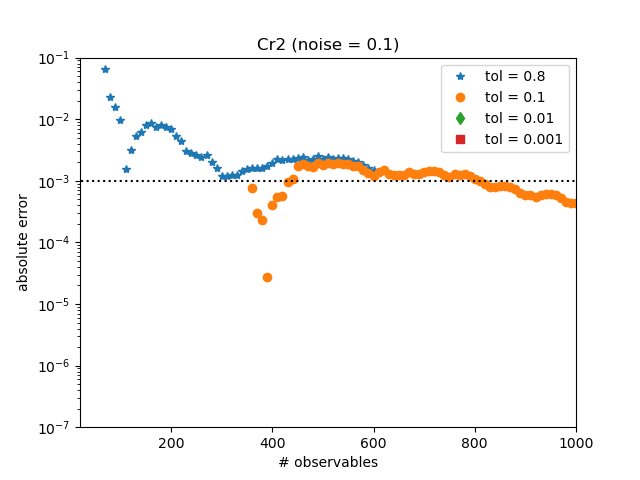 Cr2 (noise = 0.1)
tol = 0.8
tol = 0.1
tol = 0.01
tol = 0.001
absolute error
10⁻¹
10⁻²
10⁻³
10⁻⁴
10⁻⁵
10⁻⁶
10⁻⁷
200 400 600 800 1000
# observables